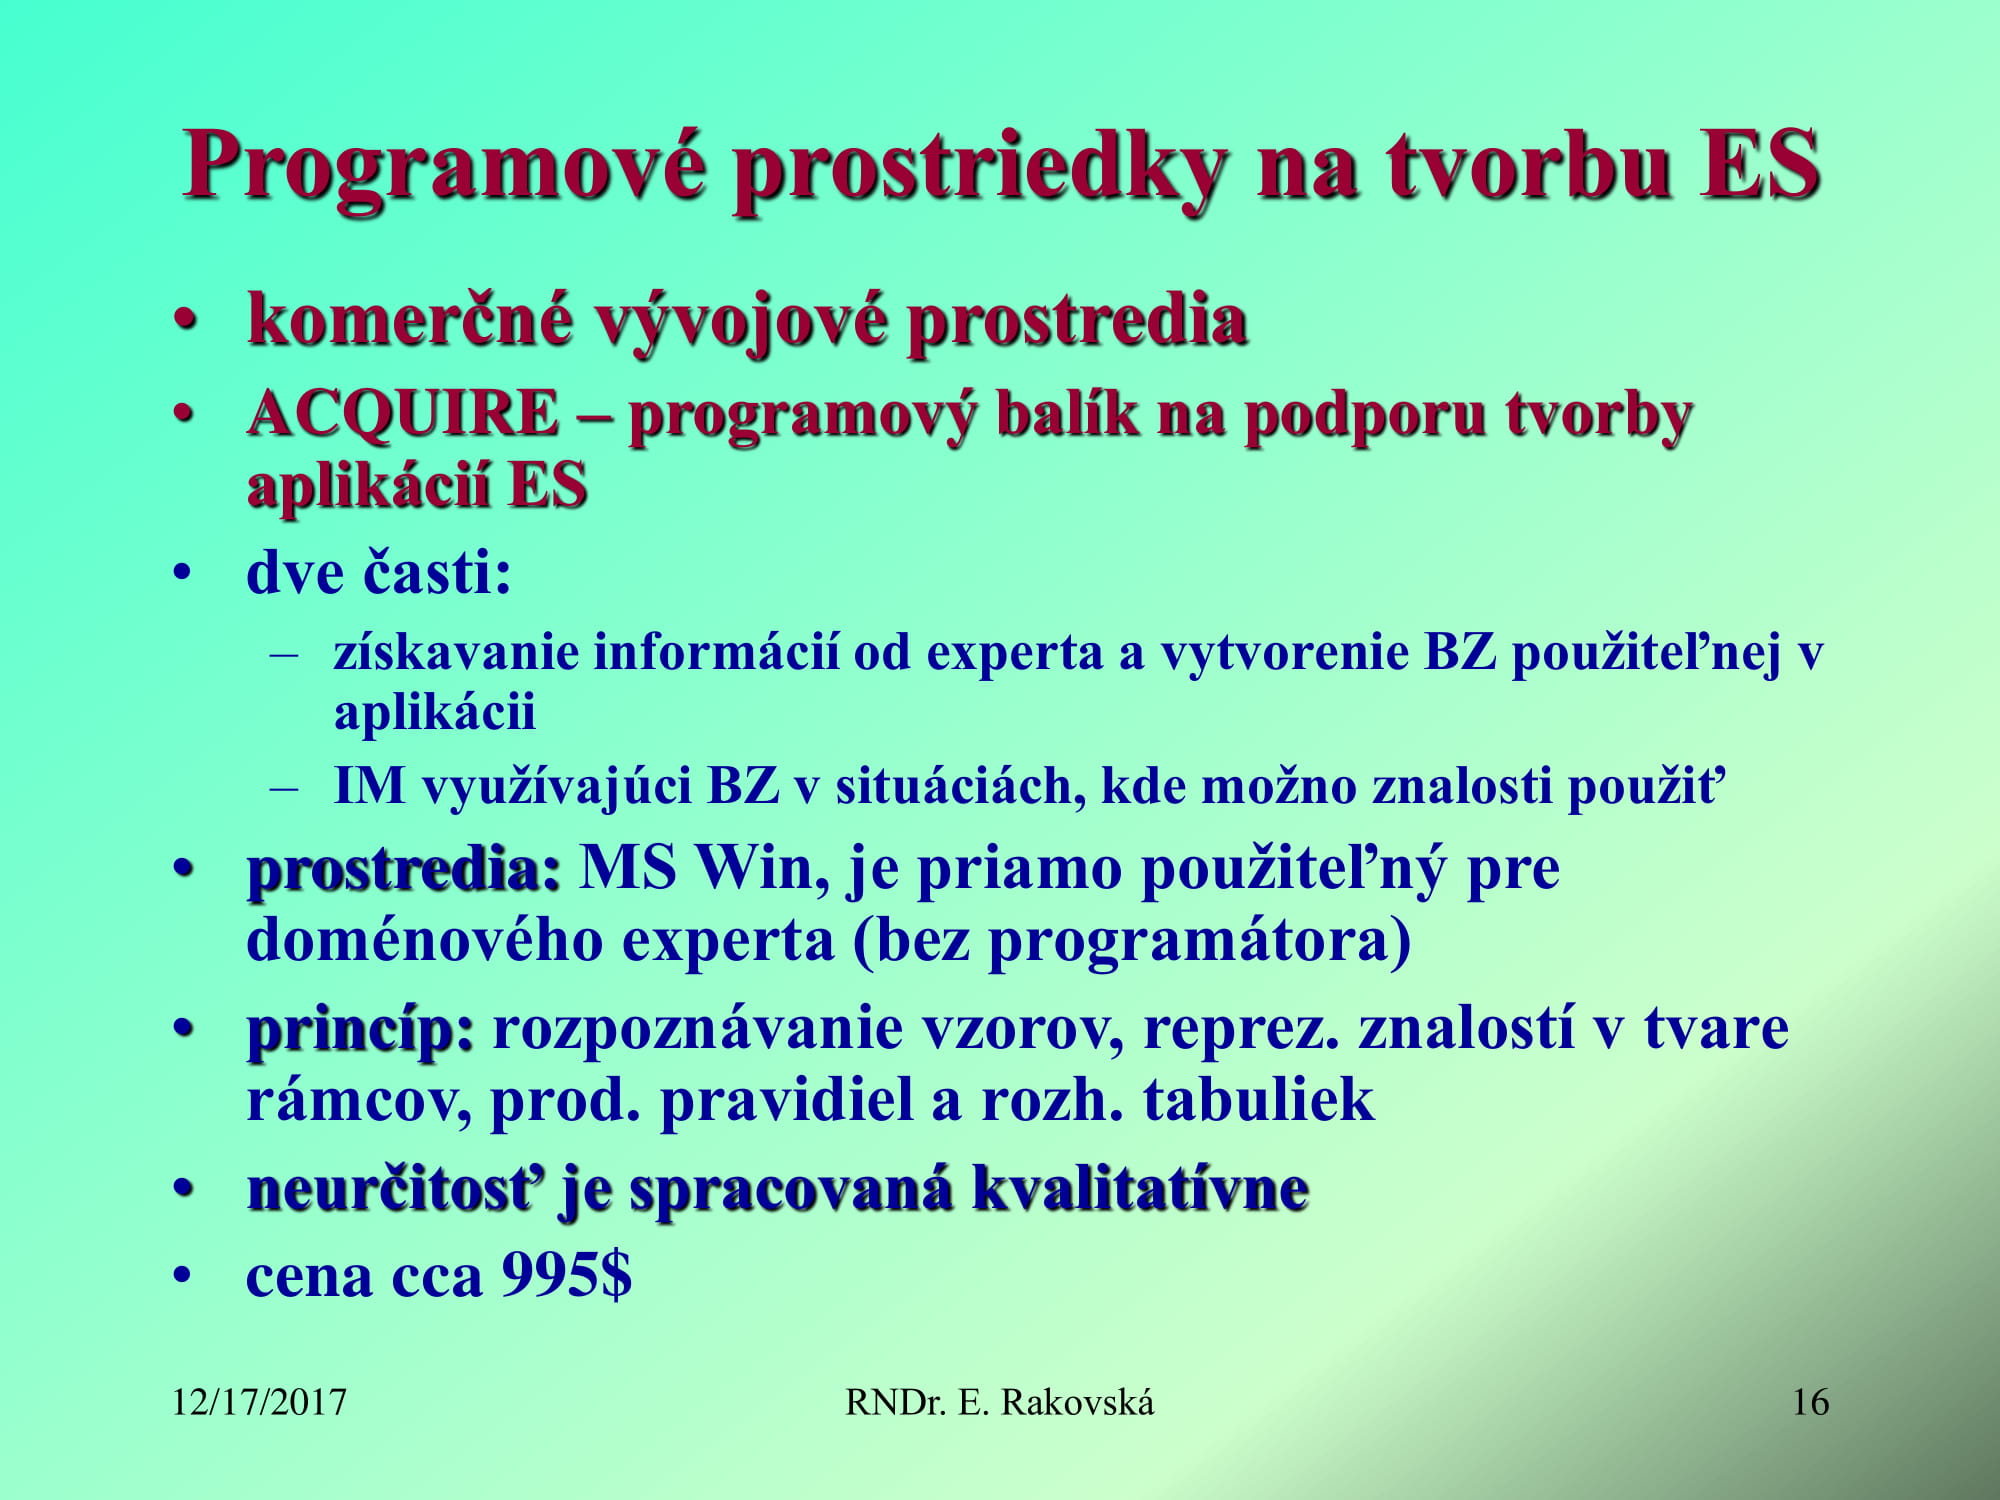 Programové prostriedky na tvorbu ES
• komerčné vývojové prostredia
• ACQUIRE – programový balík na podporu tvorby
aplikácií ES
• dve časti:
– získavanie informácií od experta a vytvorenie BZ použiteľnej v
aplikácii
– IM využívajúci BZ v situáciách, kde možno znalosti použiť
• prostredia: MS Win, je priamo použiteľný pre
doménového experta (bez programátora)
• princíp: rozpoznávanie vzorov, reprez. znalostí v tvare
rámcov, prod. pravidiel a rozh. tabuliek
• neurčitosť je spracovaná kvalitatívne
• cena cca 995$
12/17/2017
RNDr. E. Rakovská
16